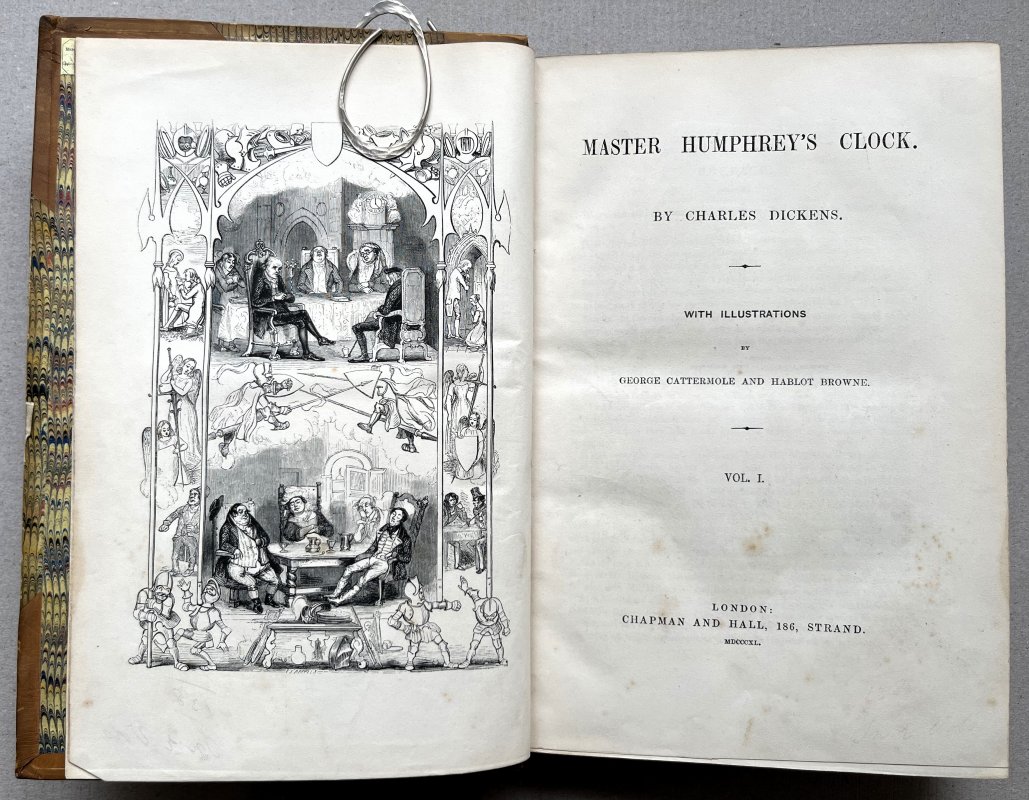 MASTER HUMPHREY'S CLOCK.
BY CHARLES DICKENS.
WITH ILLUSTRATIONS
BY
GEORGE CATTERMOLE AND HABLOT BROWNE.
VOL. I.
LONDON:
CHAPMAN AND HALL, 186, STRAND.
MDCCCXL.